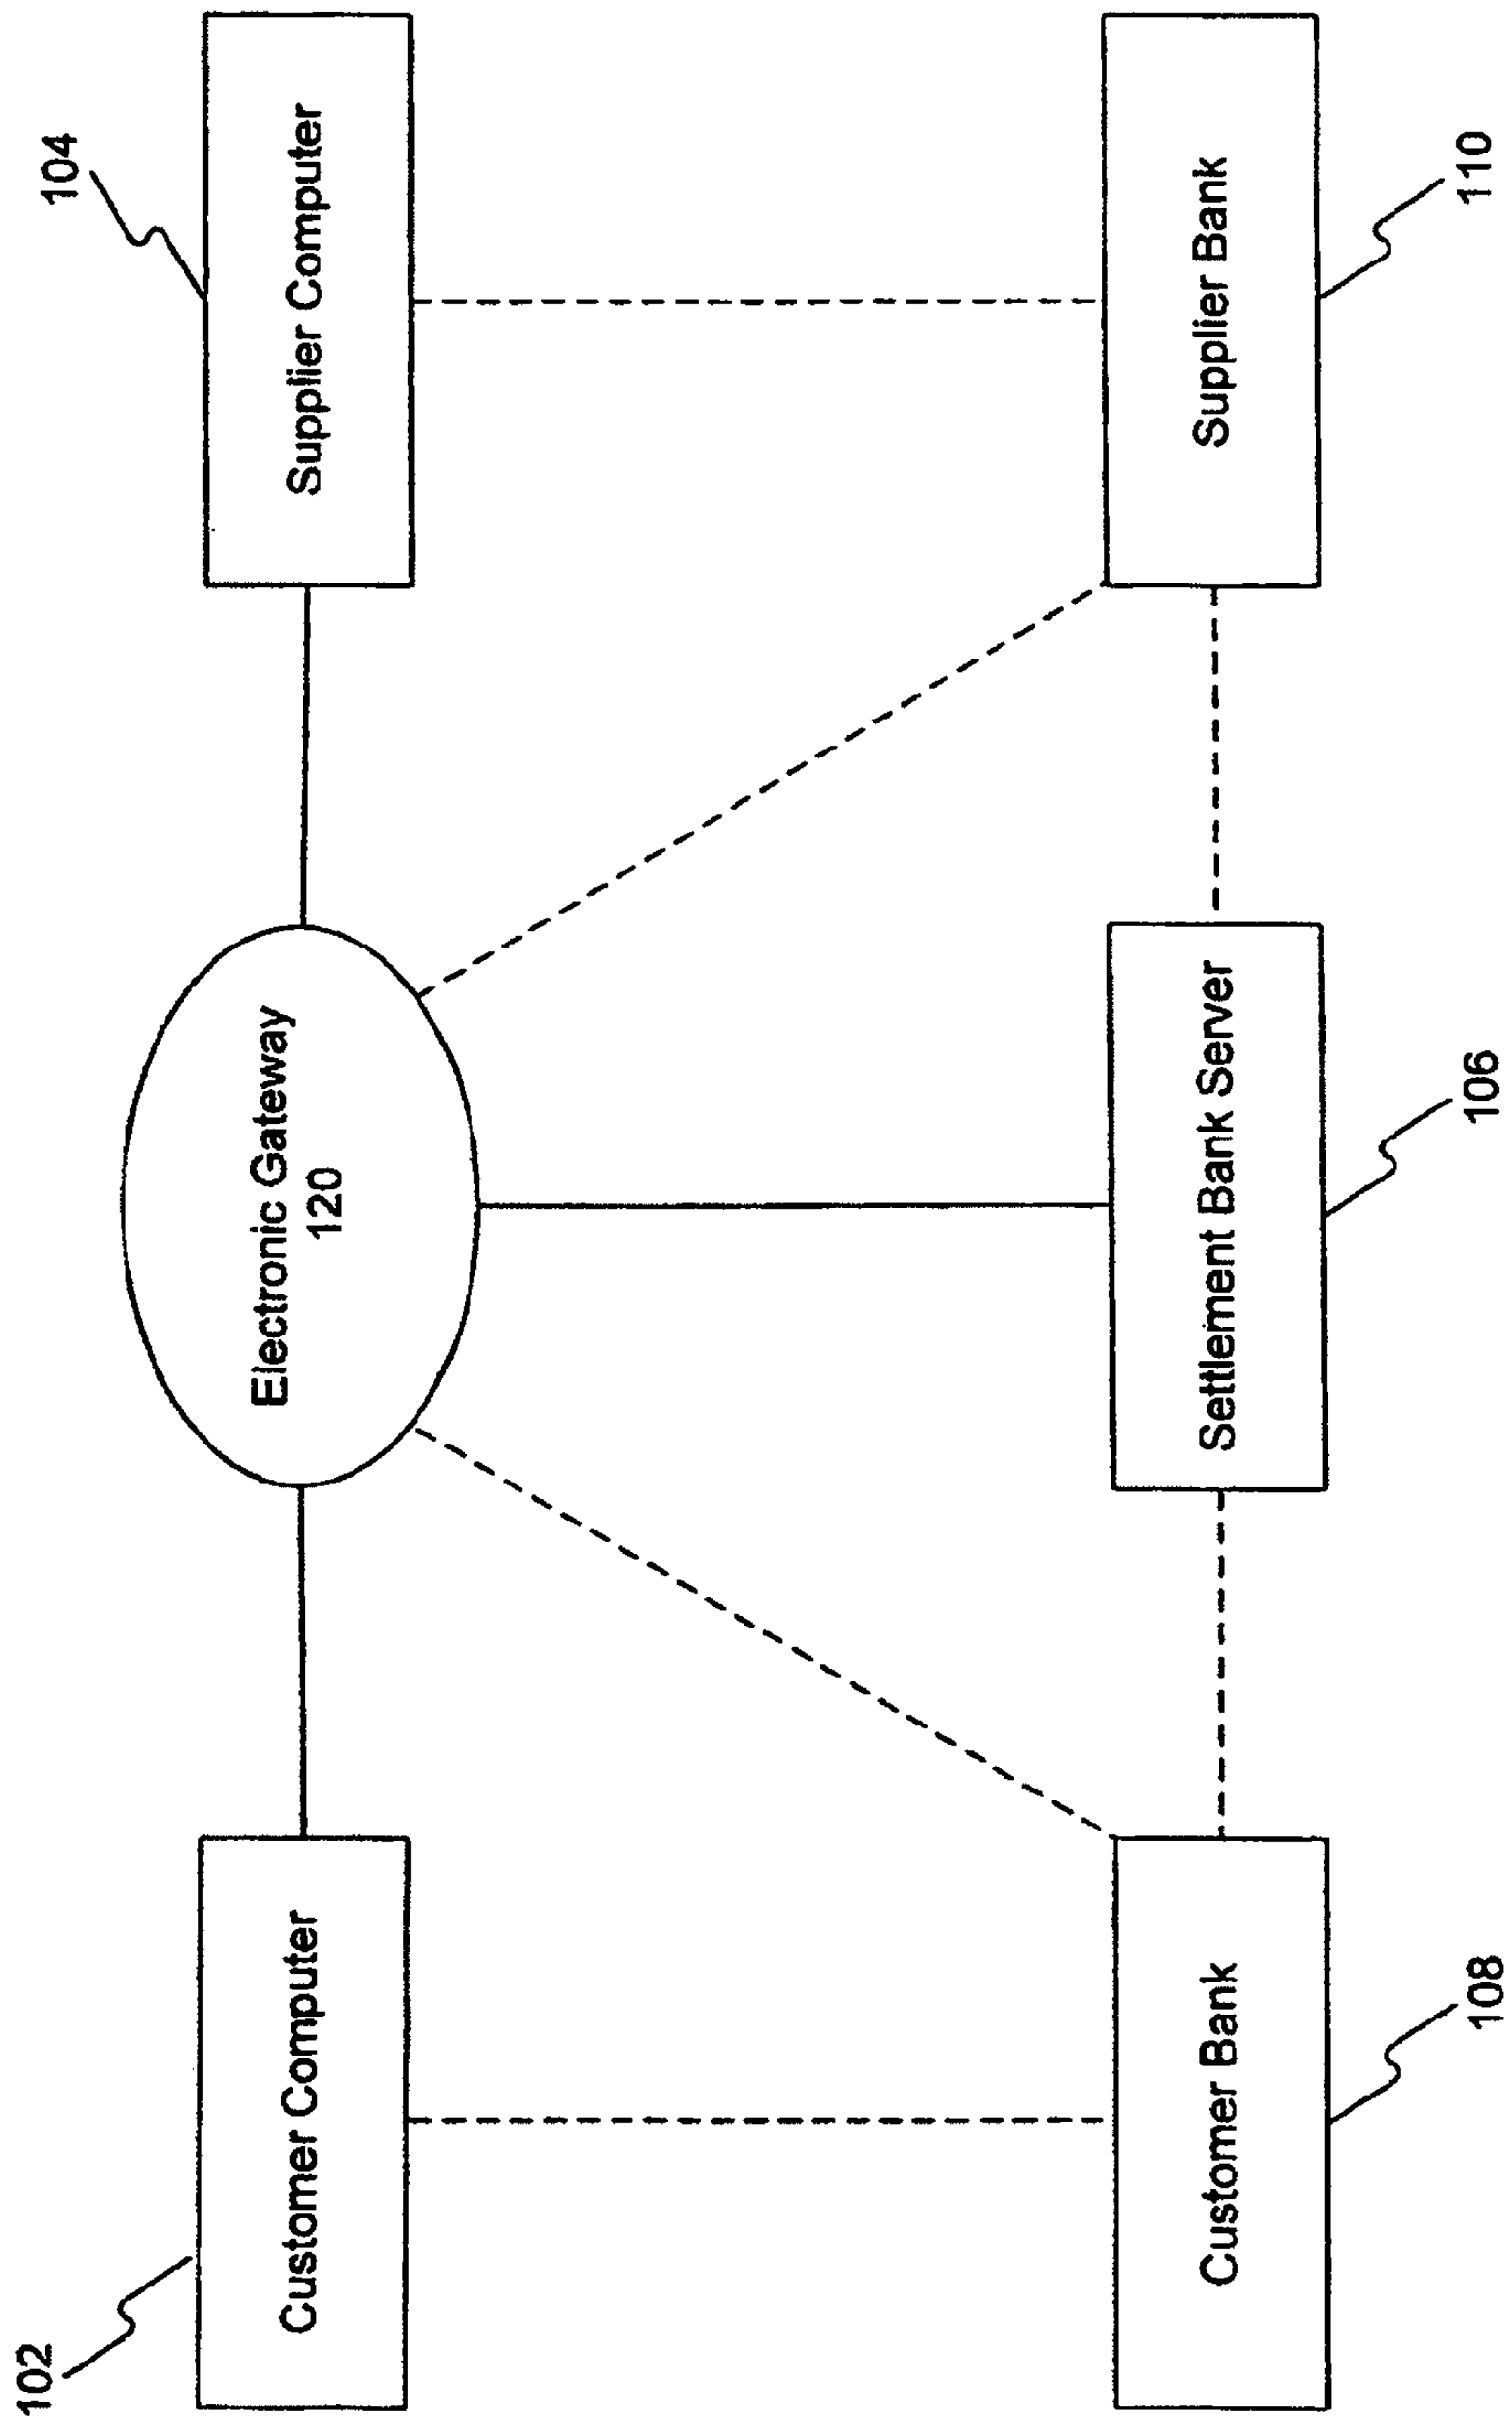 102
Customer Computer
Electronic Gateway
120
104
Supplier Computer
Customer Bank
108
Settlement Bank Server
106
Supplier Bank
110